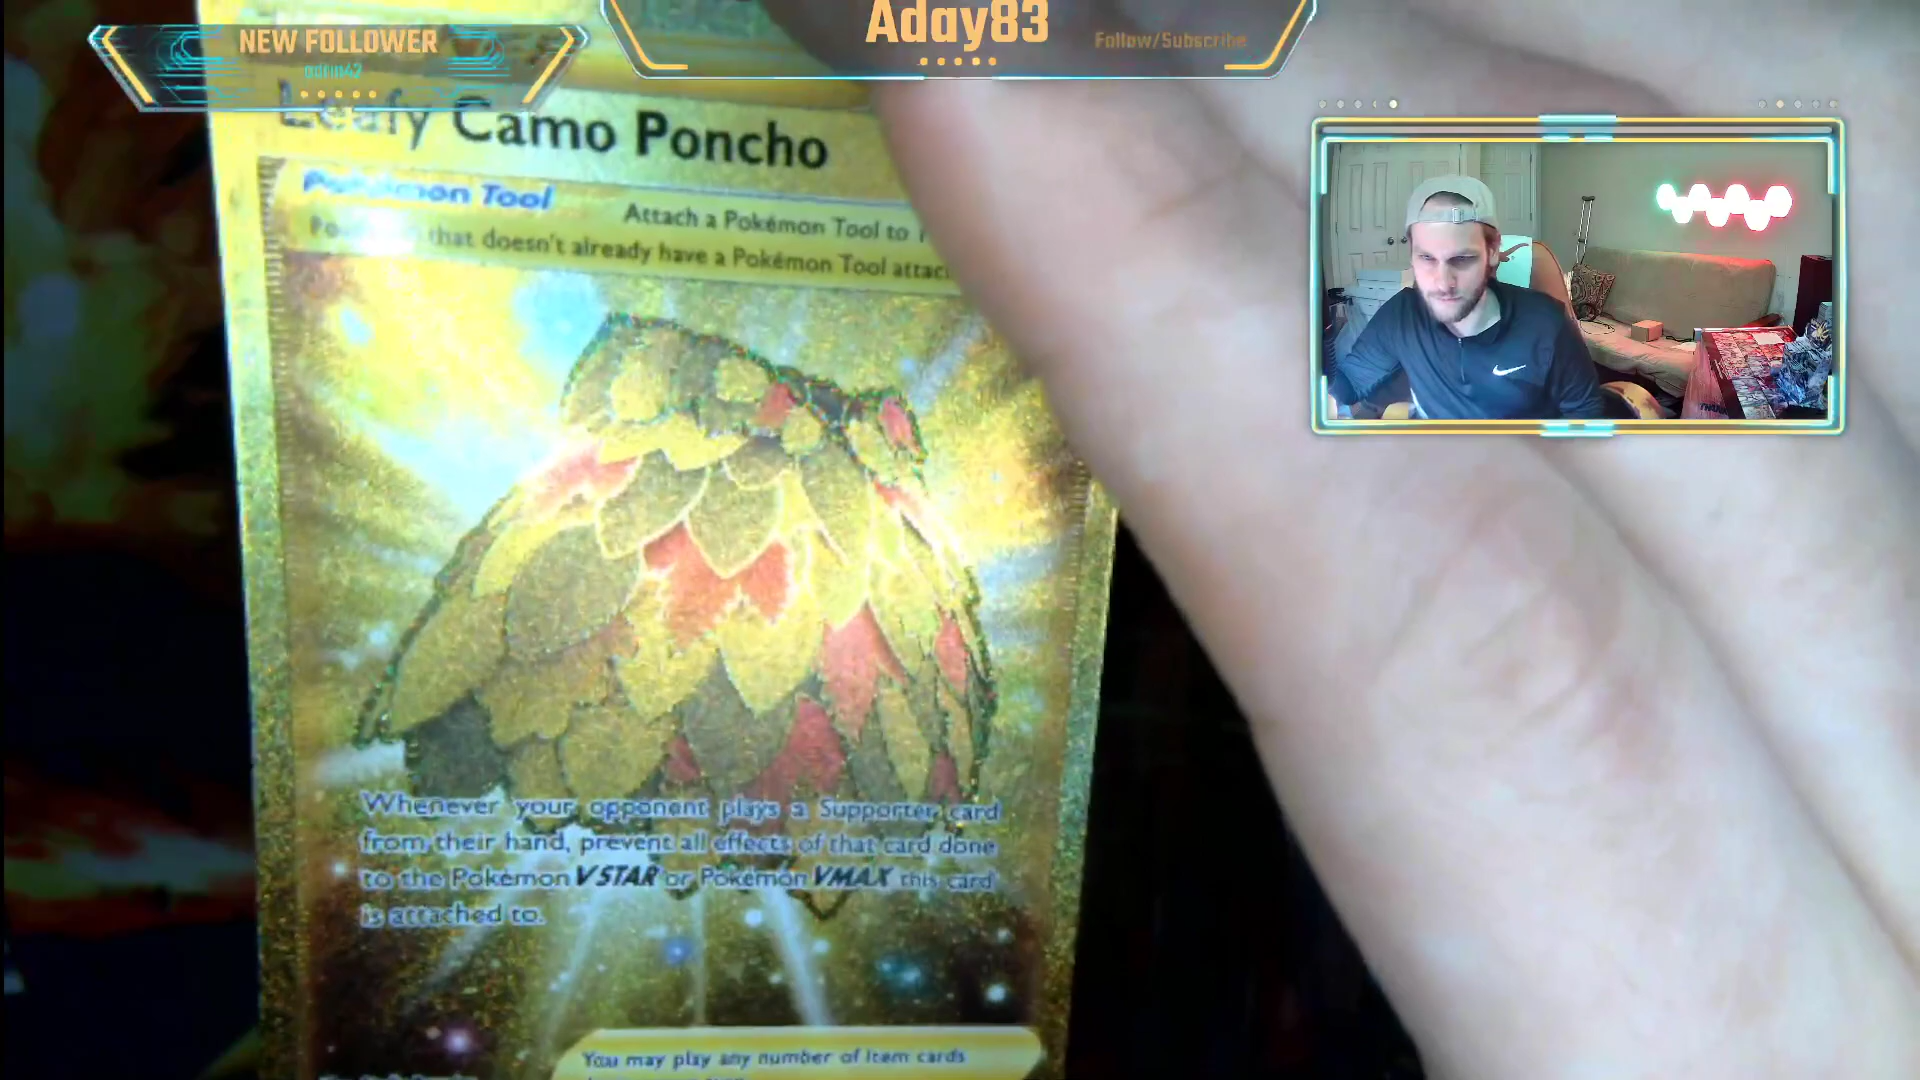 Aday83
NEW FOLLOWER
Follow/Subscribe
Leafy Camo Poncho
Pokémon Tool
Attach a Pokémon Tool to
that doesn't already have a Pokémon Tool
Whenever your opponent plays a Supporter card
from their hand, prevent all effects of that card done
to the Pokémon VSTAR or Pokémon VMAX this card
is attached to.
You may play any number of Item cards